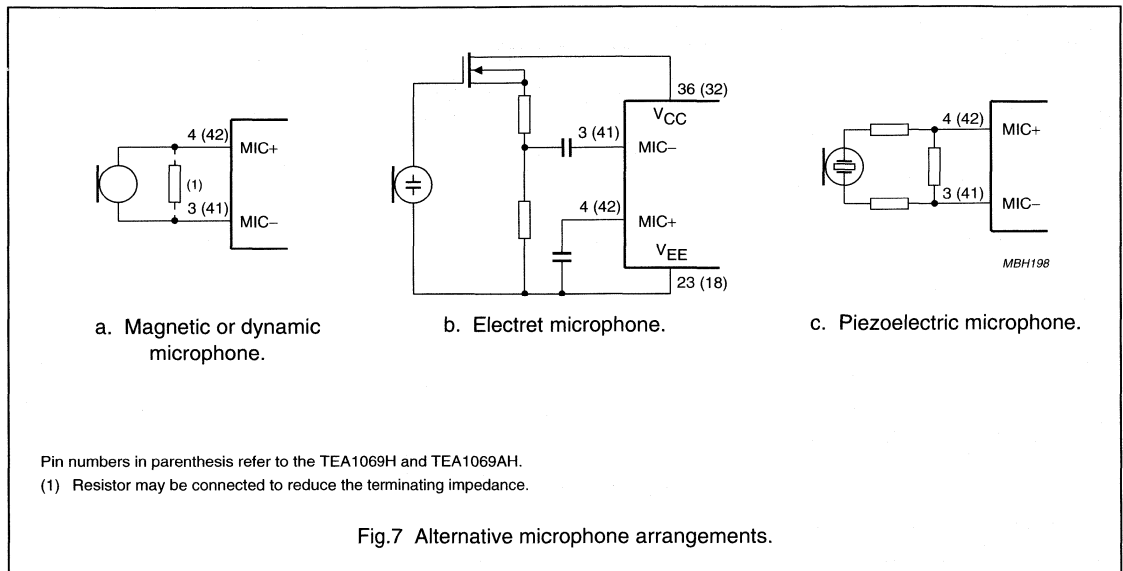 4 (42)
MIC+
(1)
3 (41)
MIC−
a. Magnetic or dynamic
microphone.
36 (32)
VCC
3 (41)
MIC−
4 (42)
MIC+
VEE
23 (18)
b. Electret microphone.
4 (42)
MIC+
3 (41)
MIC−
MBH198
c. Piezoelectric microphone.
Pin numbers in parenthesis refer to the TEA1069H and TEA1069AH.
(1) Resistor may be connected to reduce the terminating impedance.
Fig.7 Alternative microphone arrangements.